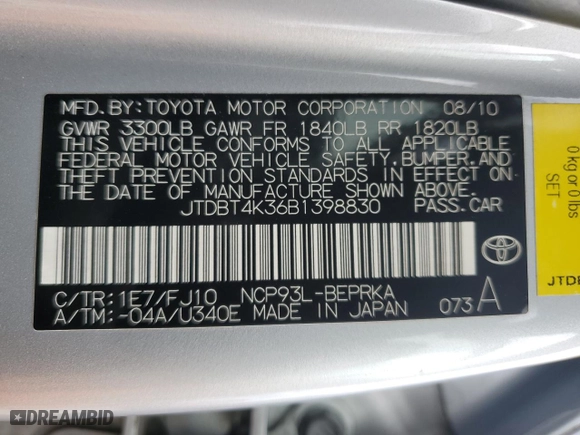 MFD. BY: TOYOTA MOTOR CORPORATION 08/10
GVWR 3300LB GAWR FR 1840LB RR 1820LB
THIS VEHICLE CONFORMS TO ALL APPLICABLE
FEDERAL MOTOR VEHICLE SAFETY, BUMPER, AND
THEFT PREVENTION STANDARDS IN EFFECT ON
THE DATE OF MANUFACTURE SHOWN ABOVE.
JTDBT4K36B1398830 PASS. CAR
C/TR: 1E7/FJ10 NCP93L-BEPRKA
A/TM: -04A/U340E MADE IN JAPAN 073 A
0 kg or 0 lbs
SET-
JTD
DREAMBID